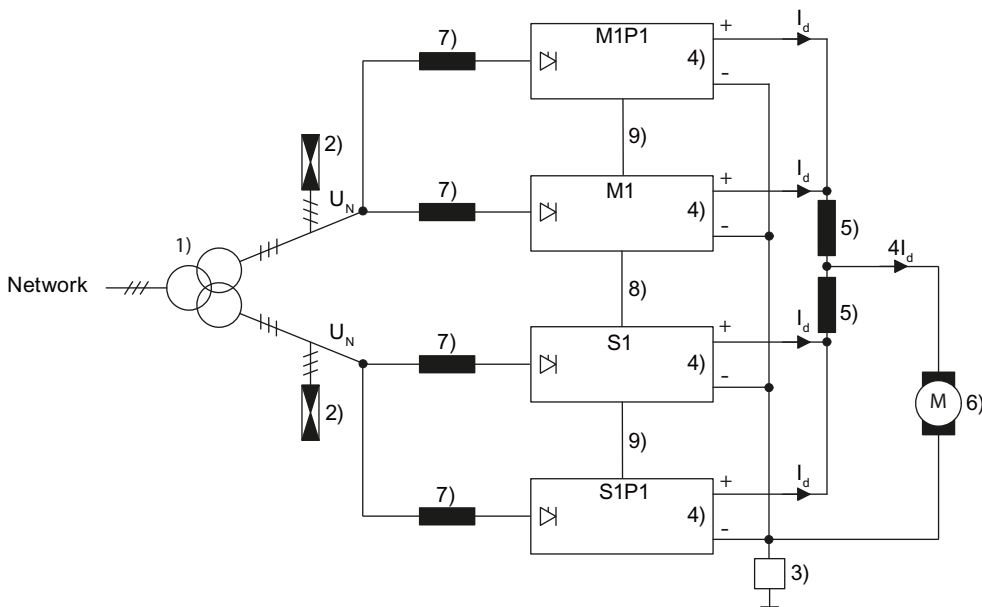 M1P1
+
I_d
7)
4)
-
9)
2)
U_N
7)
M1
+
I_d
4)
-
5)
1)
4I_d
Network
8)
5)
U_N
7)
S1
+
I_d
4)
-
2)
M
6)
9)
7)
S1P1
+
I_d
4)
-
3)